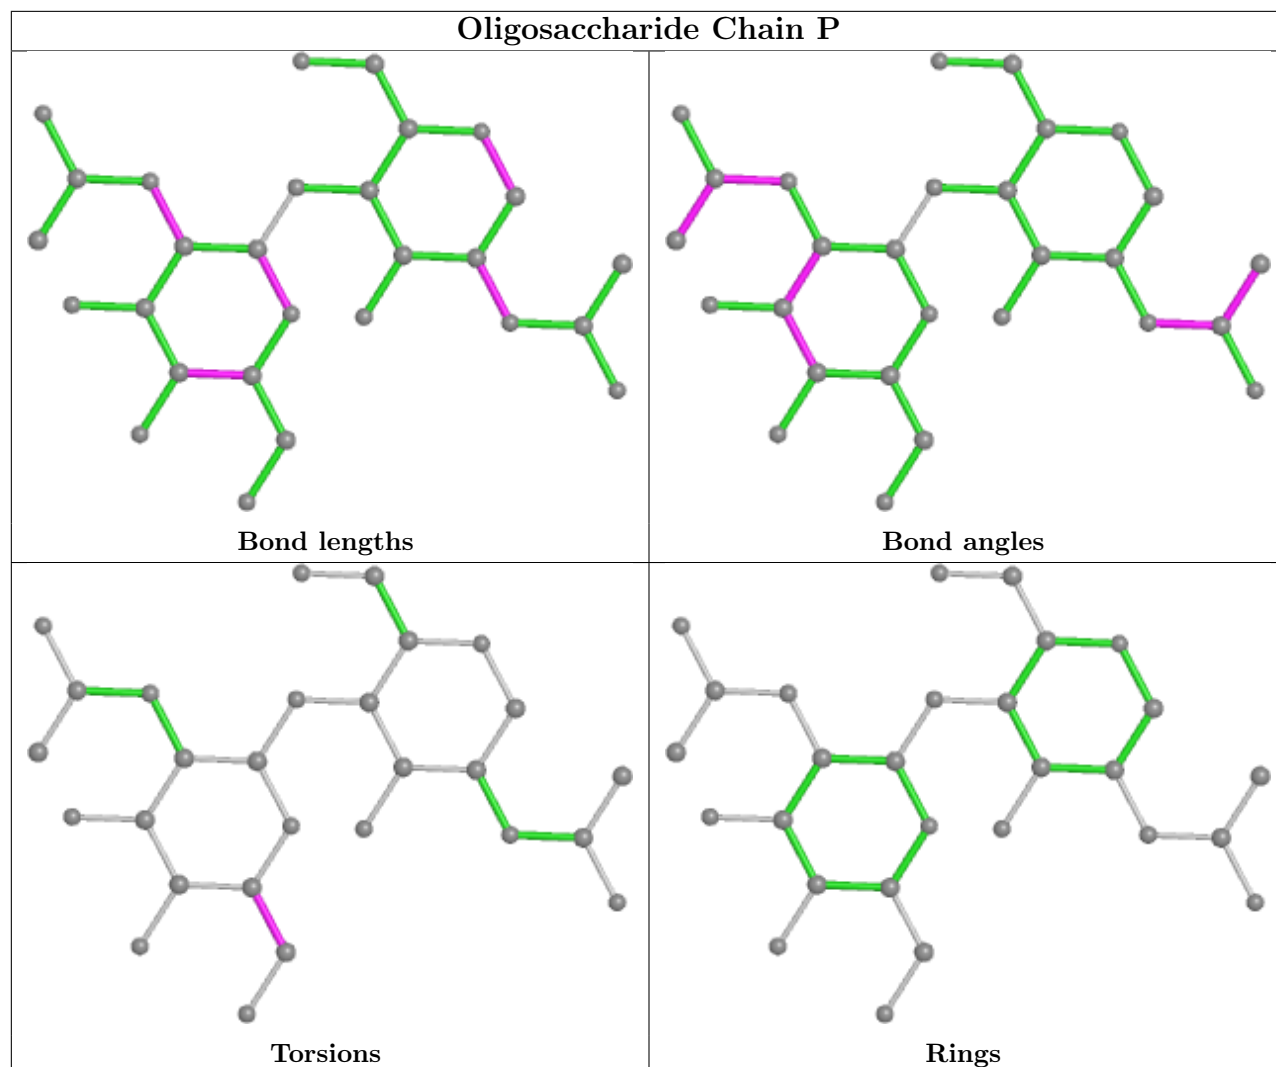 Oligosaccharide Chain P
Bond lengths
Bond angles
Torsions
Rings